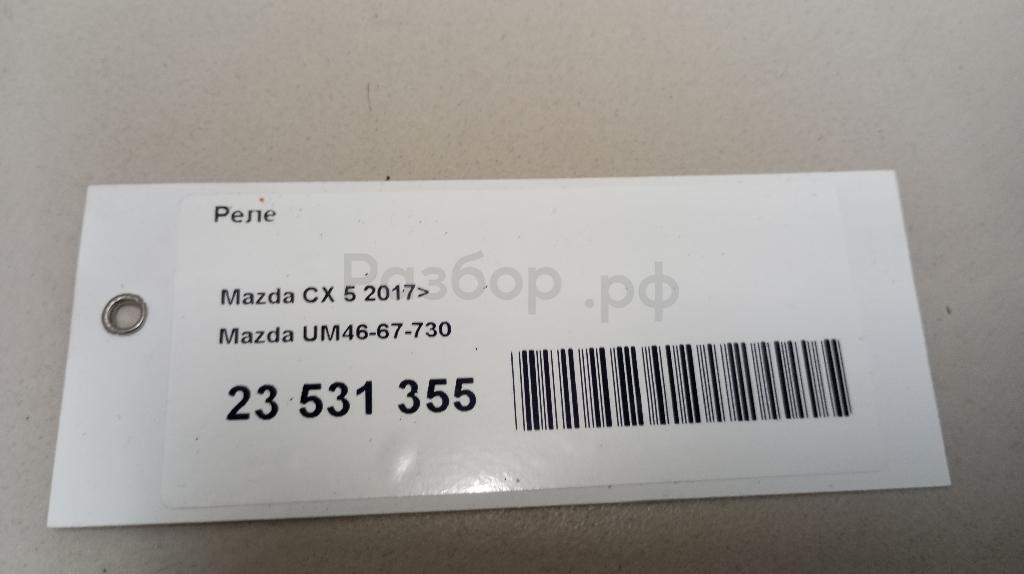 Реле
Разбор.рф
Mazda CX 5 2017>
Mazda UM46-67-730
23 531 355